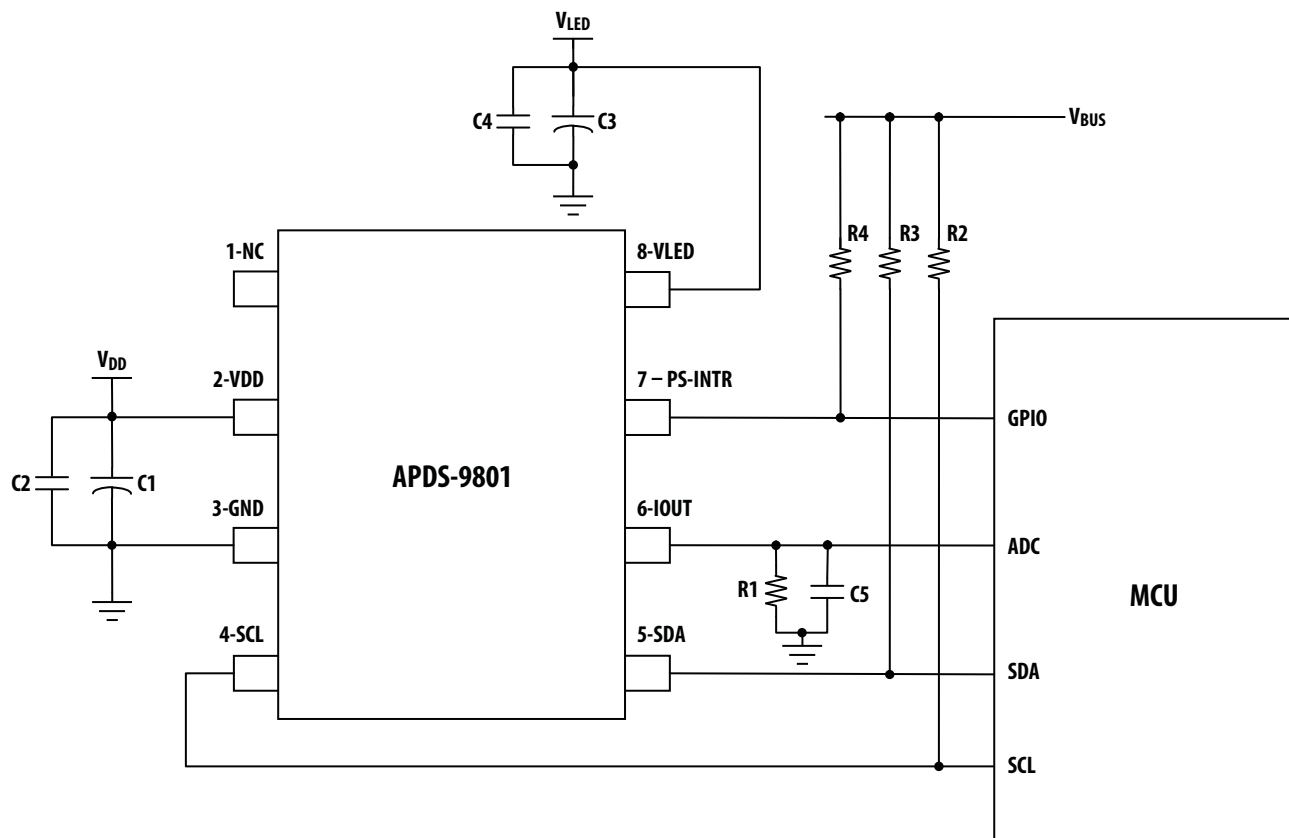 VLED
C4
C3
VBUS
R4
R3
R2
1-NC
8-VLED
VDD
2-VDD
7 – PS-INTR
GPIO
C2
C1
APDS-9801
3-GND
6-IOUT
ADC
R1
C5
MCU
4-SCL
5-SDA
SDA
SCL